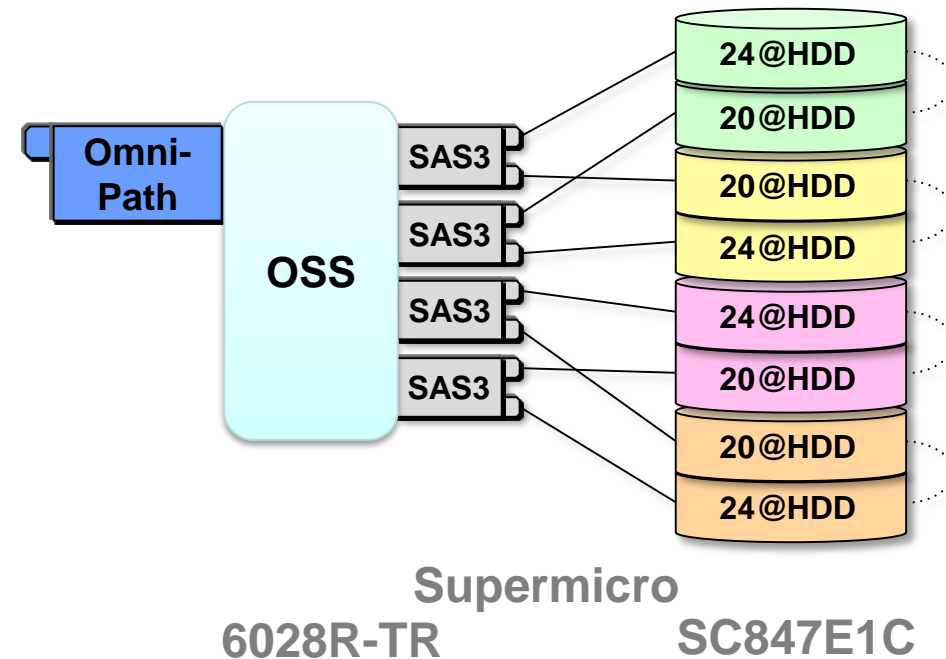 Omni-
Path
OSS
SAS3
SAS3
SAS3
SAS3
24@HDD
20@HDD
20@HDD
24@HDD
24@HDD
20@HDD
20@HDD
24@HDD
Supermicro
6028R-TR
SC847E1C